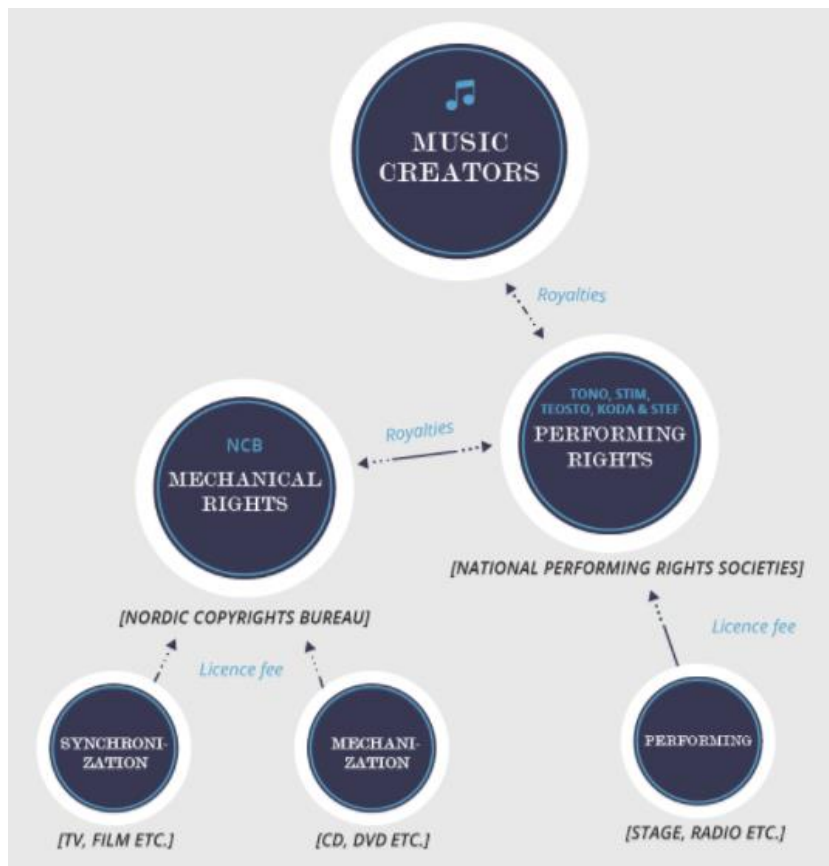 MUSIC
CREATORS
Royalties
TONO, STIM,
TEOSTO, KODA & STEF
PERFORMING
RIGHTS
[NATIONAL PERFORMING RIGHTS SOCIETIES]
Royalties
NCB
MECHANICAL
RIGHTS
[NORDIC COPYRIGHTS BUREAU]
Licence fee
Licence fee
SYNCHRONI-
ZATION
[TV, FILM ETC.]
MECHANI-
ZATION
[CD, DVD ETC.]
PERFORMING
[STAGE, RADIO ETC.]